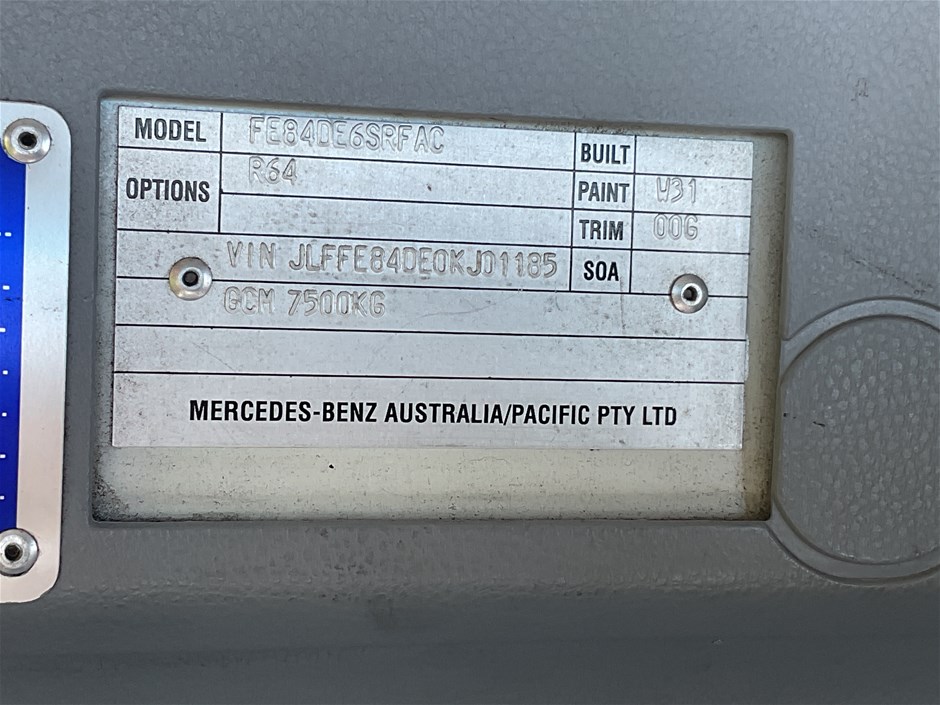 MODEL FE84DE6SRFAC BUILT
OPTIONS R64 PAINT W31
TRIM 00G
VIN JLFFE84DE0KJ01185 SOA
GCM 7500KG
MERCEDES-BENZ AUSTRALIA/PACIFIC PTY LTD